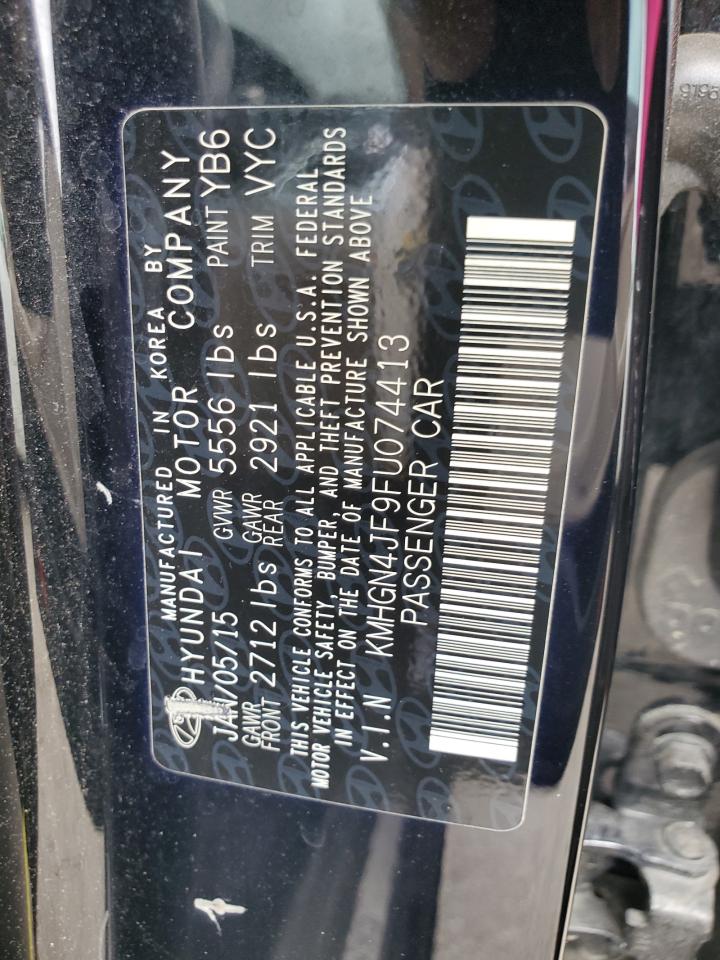 MANUFACTURED IN KOREA BY
HYUNDAI MOTOR COMPANY
JAN/05/15 GVWR 5556 lbs PAINT YB6
GAWR FRONT 2712 lbs GAWR REAR 2921 lbs TRIM VYC
THIS VEHICLE CONFORMS TO ALL APPLICABLE U.S.A. FEDERAL
MOTOR VEHICLE SAFETY, BUMPER, AND THEFT PREVENTION STANDARDS
IN EFFECT ON THE DATE OF MANUFACTURE SHOWN ABOVE
V.I.N KMHGN4JF9FU074413
PASSENGER CAR